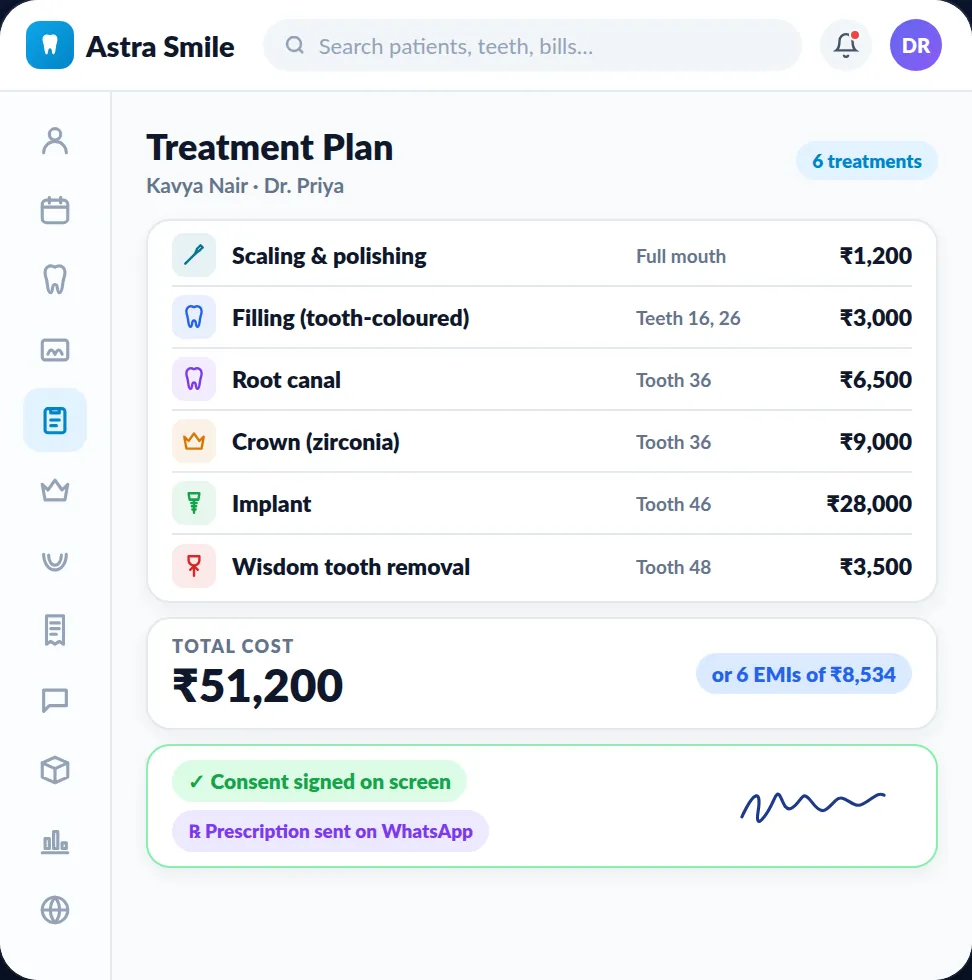 Astra Smile
Search patients, teeth, bills...
DR
Treatment Plan
6 treatments
Kavya Nair · Dr. Priya
Scaling & polishing Full mouth ₹1,200
Filling (tooth-coloured) Teeth 16, 26 ₹3,000
Root canal Tooth 36 ₹6,500
Crown (zirconia) Tooth 36 ₹9,000
Implant Tooth 46 ₹28,000
Wisdom tooth removal Tooth 48 ₹3,500
TOTAL COST
₹51,200
or 6 EMIs of ₹8,534
✓ Consent signed on screen
℞ Prescription sent on WhatsApp